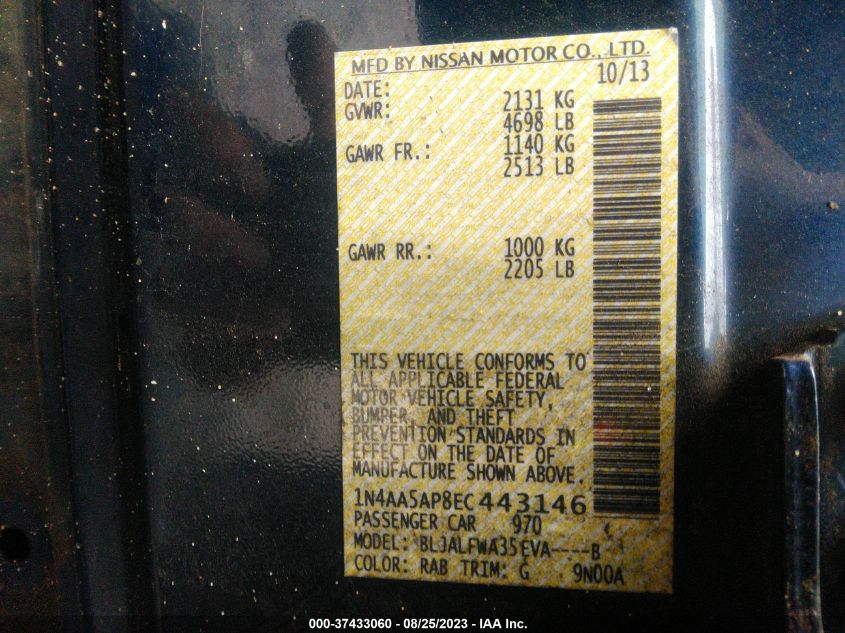 MFD BY NISSAN MOTOR CO., LTD.
DATE: 10/13
GVWR: 2131 KG
4698 LB
GAWR FR.: 1140 KG
2513 LB
GAWR RR.: 1000 KG
2205 LB
THIS VEHICLE CONFORMS TO
ALL APPLICABLE FEDERAL
MOTOR VEHICLE SAFETY,
BUMPER, AND THEFT
PREVENTION STANDARDS IN
EFFECT ON THE DATE OF
MANUFACTURE SHOWN ABOVE.
1N4AA5AP8EC443146
PASSENGER CAR 970
MODEL: BLJALFWA35EVA----B
COLOR: RAB TRIM: G 9N00A
000-37433060 - 08/25/2023 - IAA Inc.